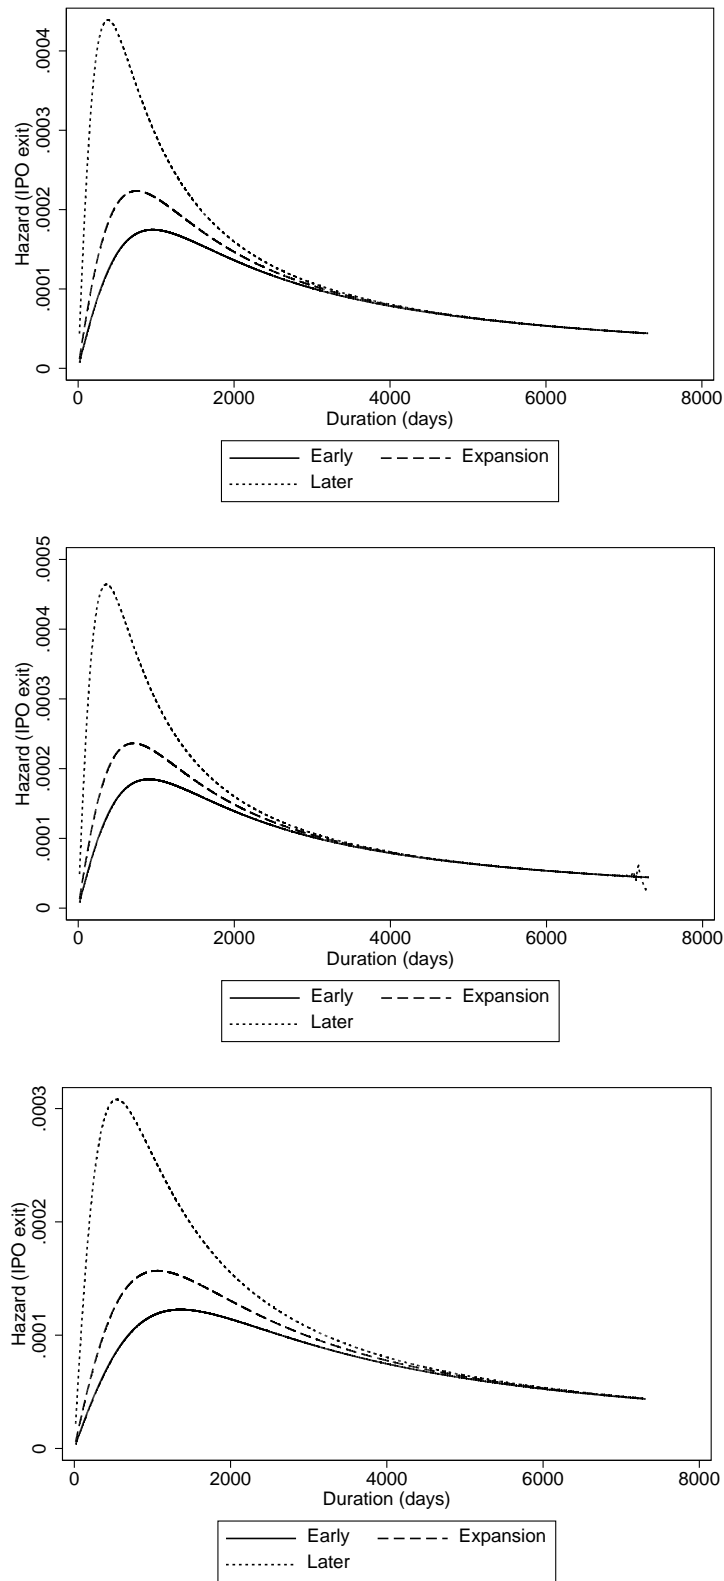 Hazard (IPO exit)
.0004
.0003
.0002
.0001
0
0 2000 4000 6000 8000
Duration (days)
Early Expansion
Later
Hazard (IPO exit)
.0005
.0004
.0003
.0002
.0001
0
0 2000 4000 6000 8000
Duration (days)
Early Expansion
Later
Hazard (IPO exit)
.0003
.0002
.0001
0
0 2000 4000 6000 8000
Duration (days)
Early Expansion
Later